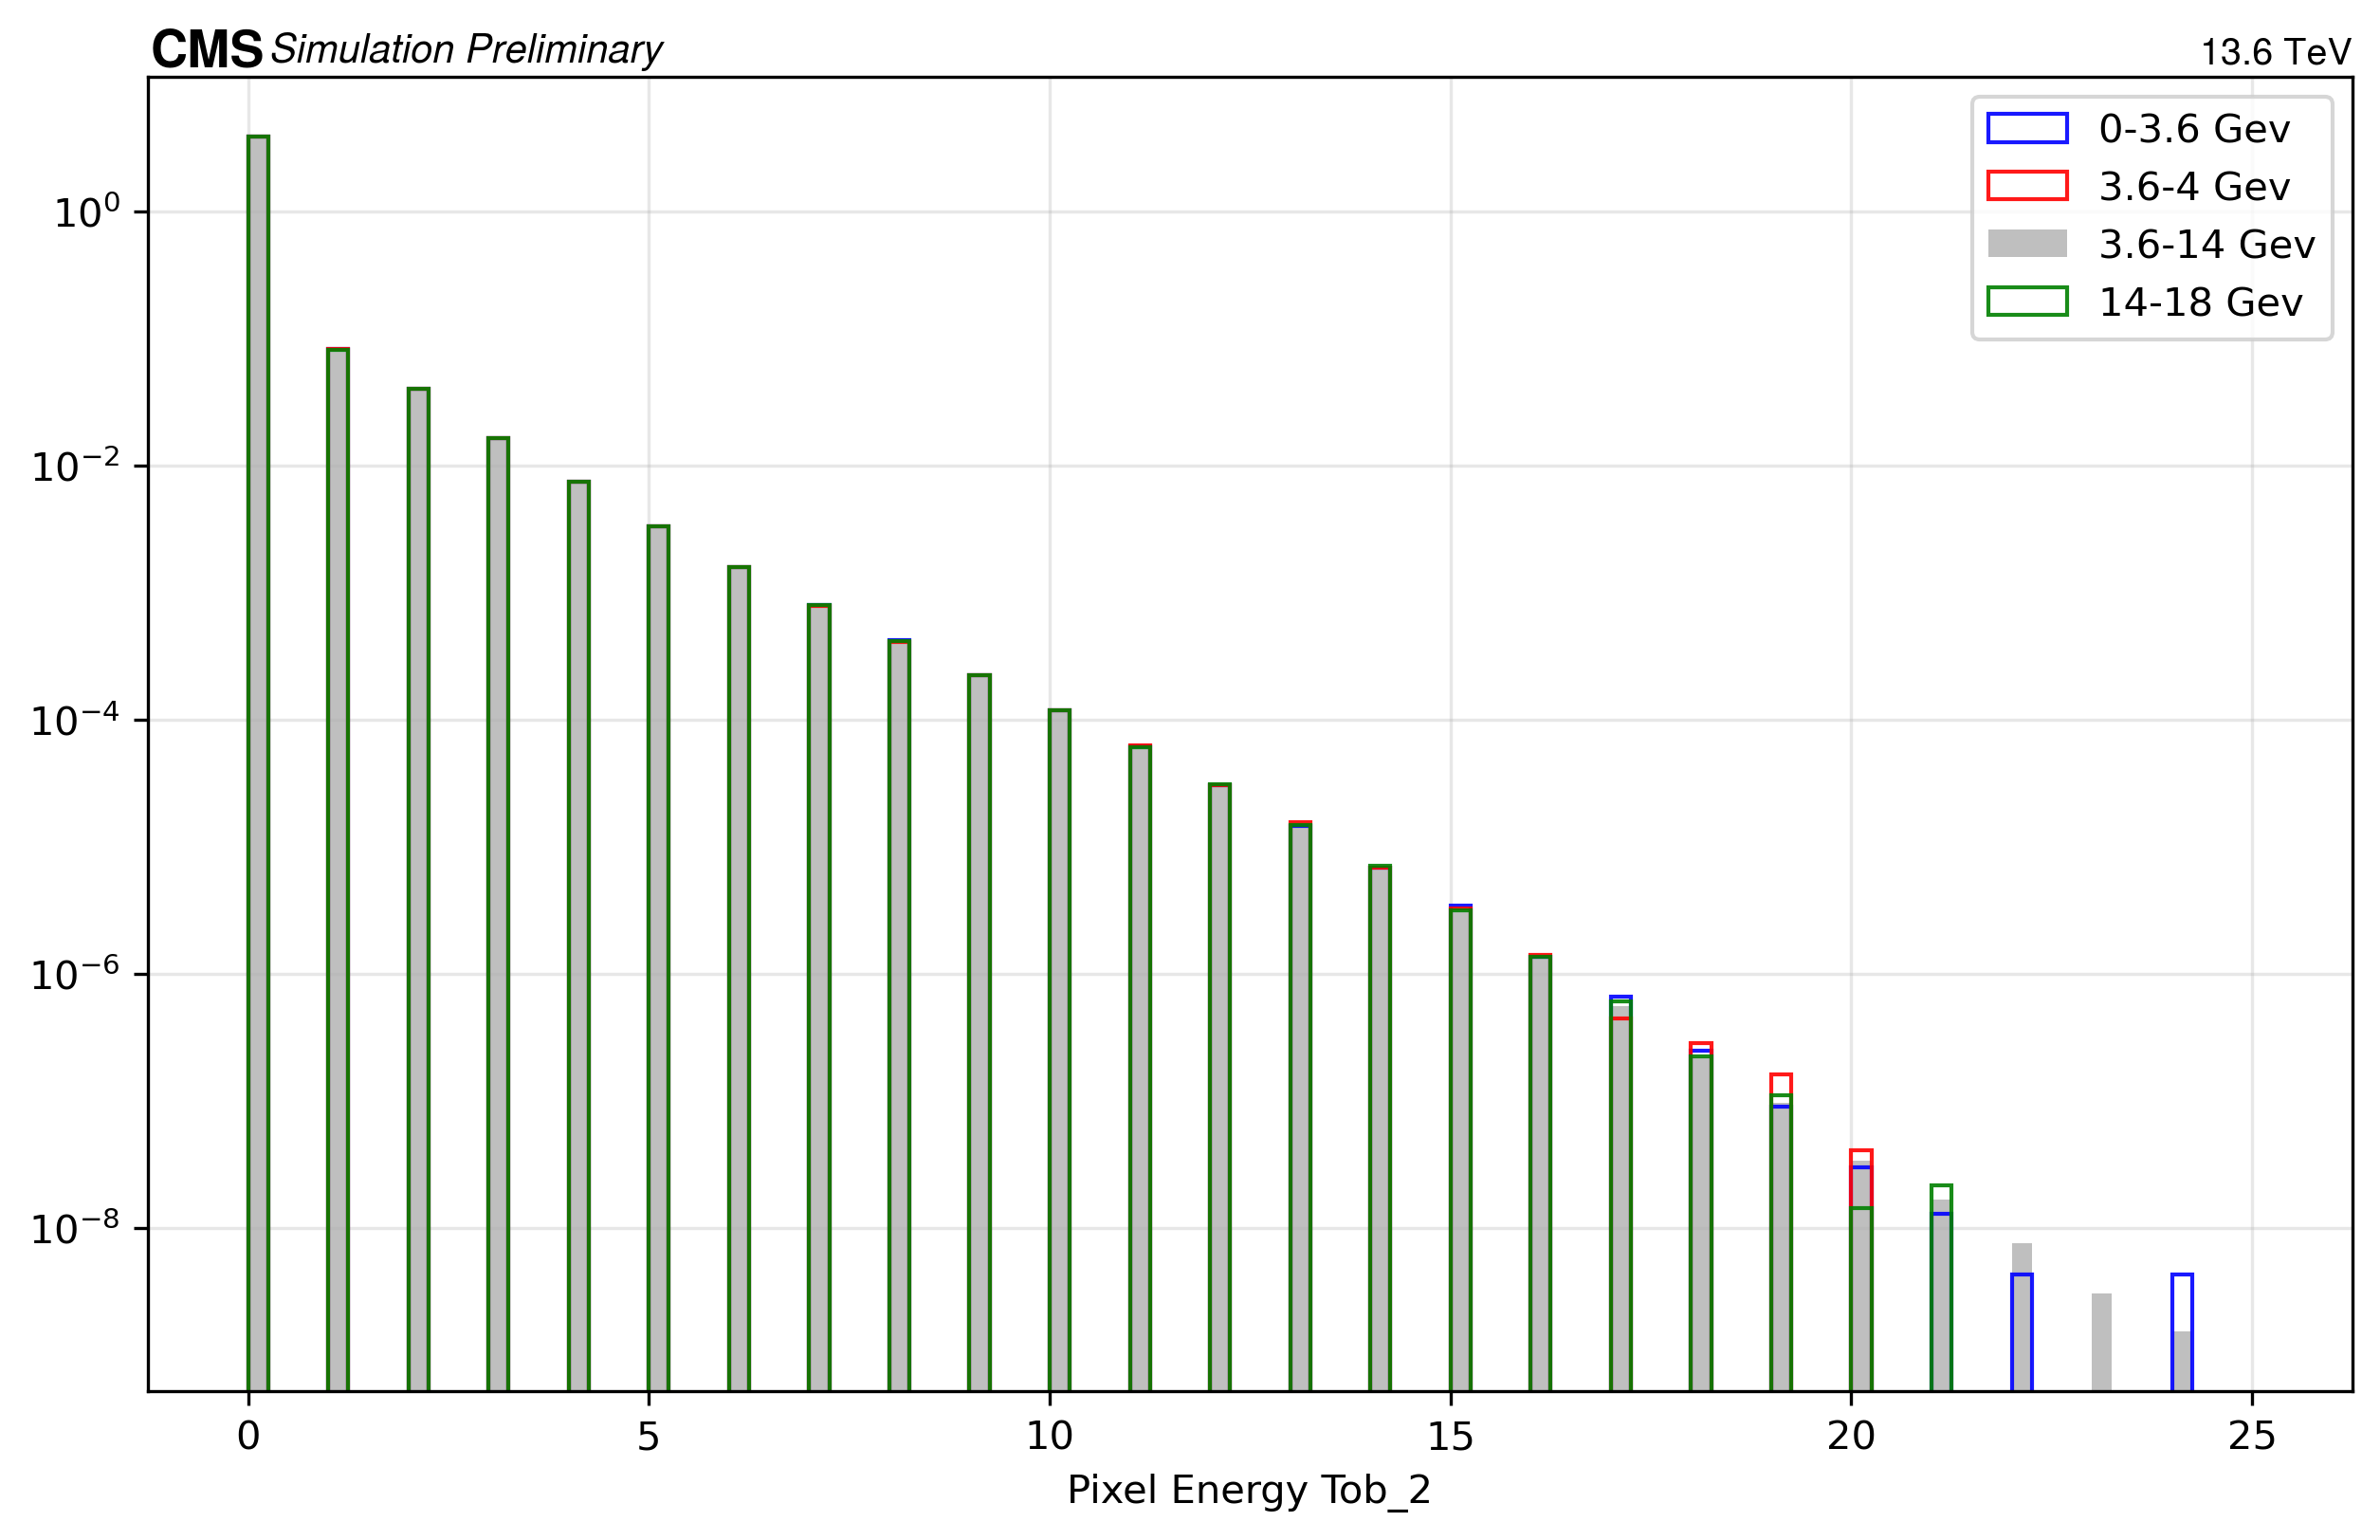 CMS Simulation Preliminary 13.6 TeV
0-3.6 Gev
3.6-4 Gev
3.6-14 Gev
14-18 Gev
10⁰
10⁻²
10⁻⁴
10⁻⁶
10⁻⁸
0 5 10 15 20 25
Pixel Energy Tob_2